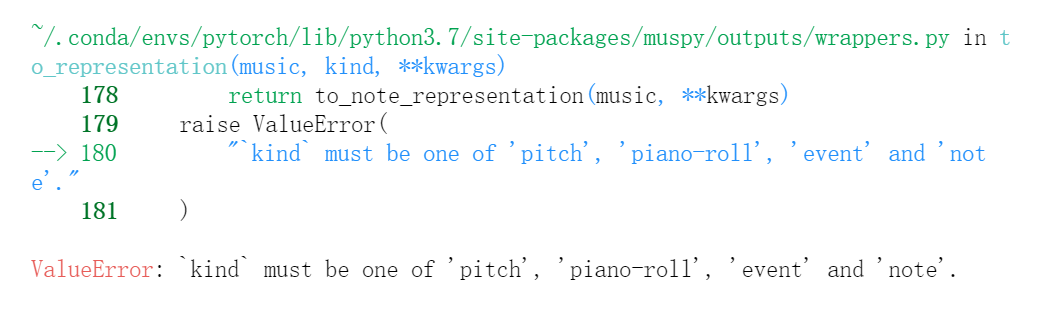 ~/.conda/envs/pytorch/lib/python3.7/site-packages/muspy/outputs/wrappers.py in t
o_representation(music, kind, **kwargs)
    178         return to_note_representation(music, **kwargs)
    179     raise ValueError(
--> 180         "`kind` must be one of 'pitch', 'piano-roll', 'event' and 'not
e'."
    181     )
ValueError: `kind` must be one of 'pitch', 'piano-roll', 'event' and 'note'.